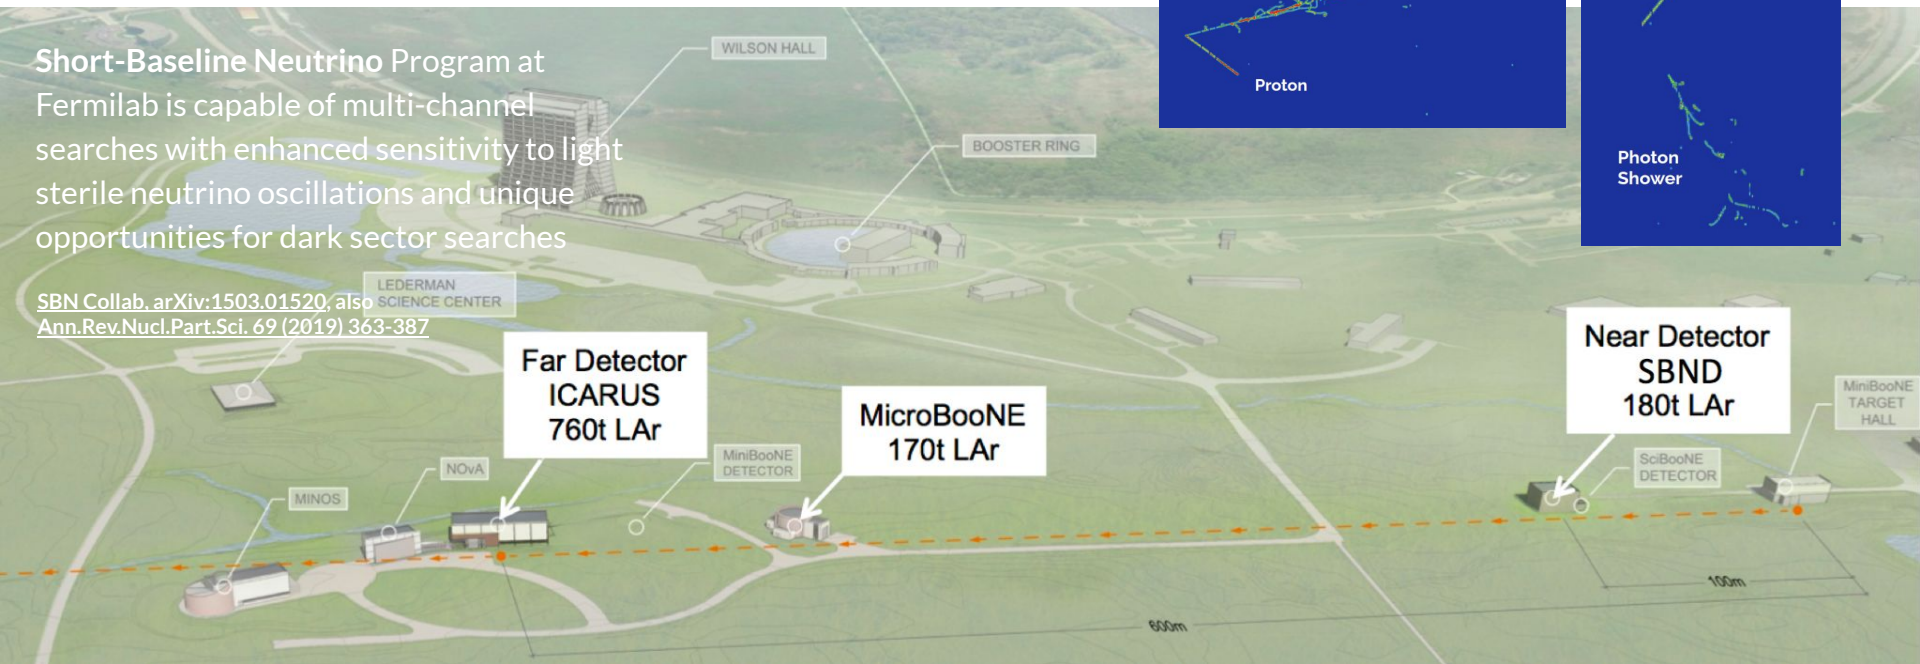 Short-Baseline Neutrino Program at
Fermilab is capable of multi-channel
searches with enhanced sensitivity to light
sterile neutrino oscillations and unique
opportunities for dark sector searches
SBN Collab, arXiv:1503.01520, also
Ann.Rev.Nucl.Part.Sci. 69 (2019) 363-387
WILSON HALL
BOOSTER RING
Proton
Photon
Shower
LEDERMAN
SCIENCE CENTER
Far Detector
ICARUS
760t LAr
MicroBooNE
170t LAr
Near Detector
SBND
180t LAr
MiniBooNE
TARGET
HALL
MiniBooNE
DETECTOR
SciBooNE
DETECTOR
NOvA
MINOS
100m
600m